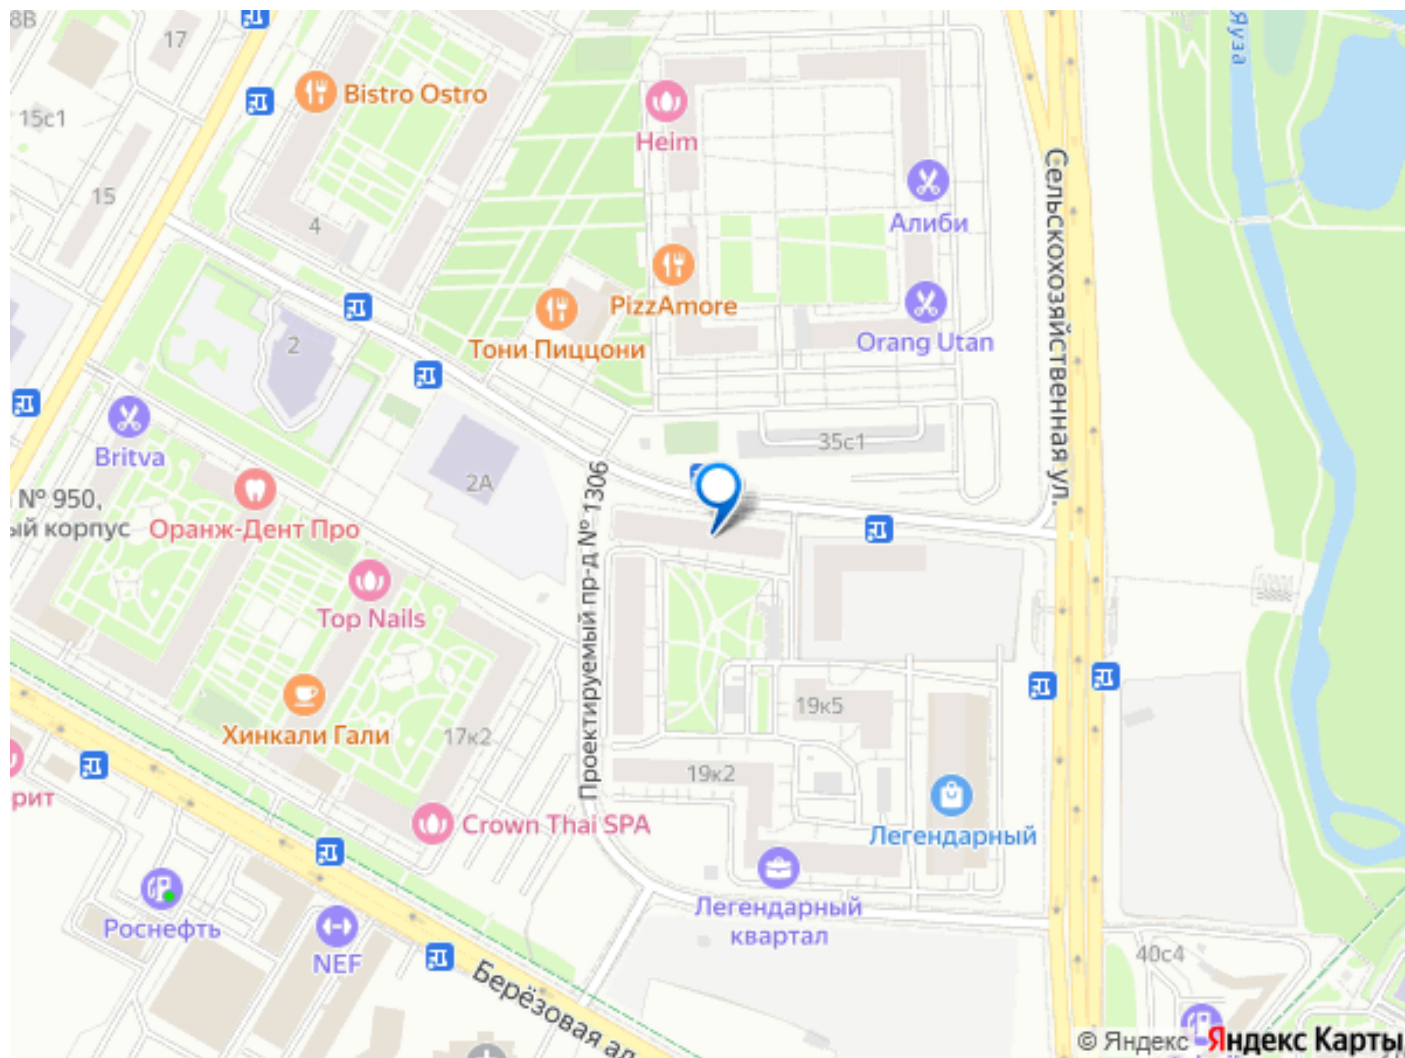 8В
17
Яуза
Bistro Ostro
15с1
Heim
Сельскохозяйственная ул.
15
Алиби
4
PizzAmore
2
Тони Пиццони
Orang Utan
35с1
Britva
2А
Проектируемый пр-д № 1306
№ 950,
ый корпус
Оранж-Дент Про
Top Nails
19к5
Хинкали Гали
17к2
19к2
рит
Crown Thai SPA
Легендарный
Роснефть
Легендарный
квартал
NEF
40с4
Берёзовая ал
© Яндекс Яндекс Карты